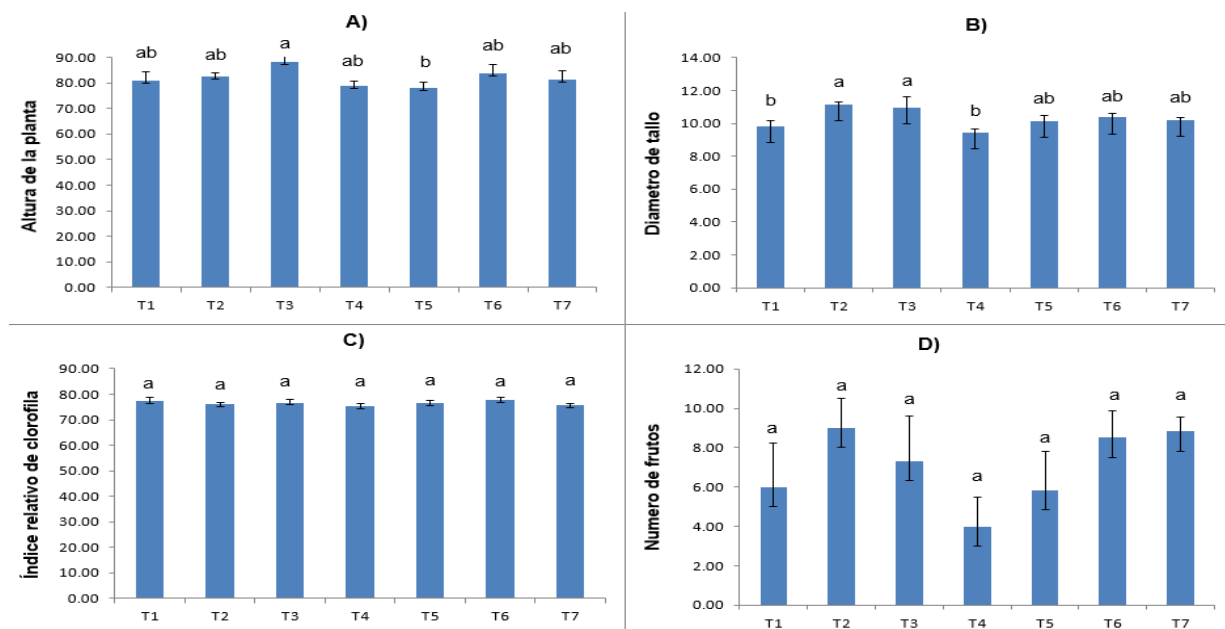 A)
Altura de la planta
90.00
80.00
70.00
60.00
50.00
40.00
30.00
20.00
10.00
0.00
ab ab a ab b ab ab
T1 T2 T3 T4 T5 T6 T7
B)
Diametro de tallo
14.00
12.00
10.00
8.00
6.00
4.00
2.00
0.00
b a a b ab ab ab
T1 T2 T3 T4 T5 T6 T7
C)
Índice relativo de clorofila
90.00
80.00
70.00
60.00
50.00
40.00
30.00
20.00
10.00
0.00
a a a a a a a
T1 T2 T3 T4 T5 T6 T7
D)
Numero de frutos
12.00
10.00
8.00
6.00
4.00
2.00
0.00
a a a a a a a
T1 T2 T3 T4 T5 T6 T7